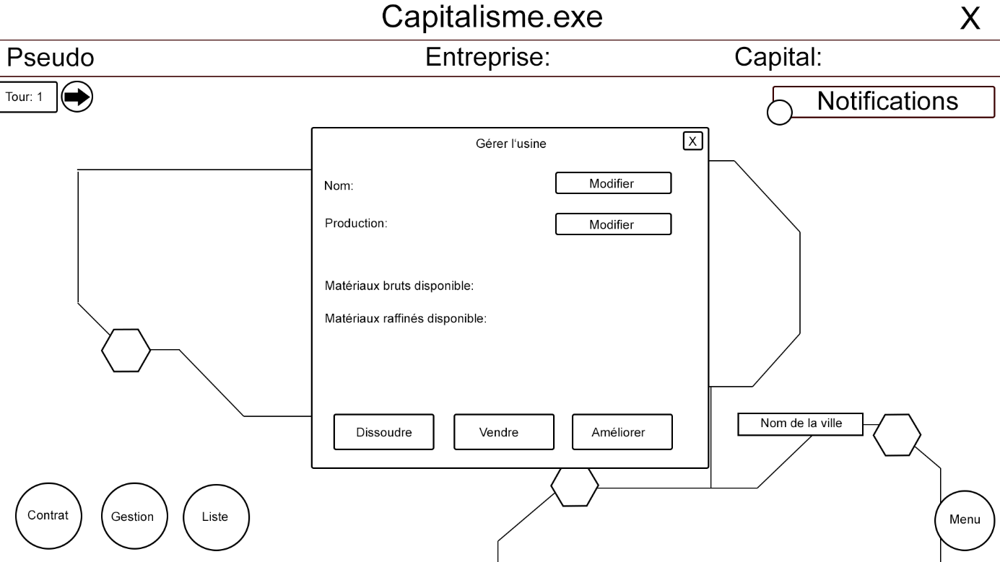 Capitalisme.exe
X
Pseudo
Entreprise:
Capital:
Tour: 1
Notifications
Gérer l'usine
X
Nom:
Modifier
Production:
Modifier
Matériaux bruts disponible:
Matériaux raffinés disponible:
Dissoudre
Vendre
Améliorer
Nom de la ville
Contrat
Gestion
Liste
Menu